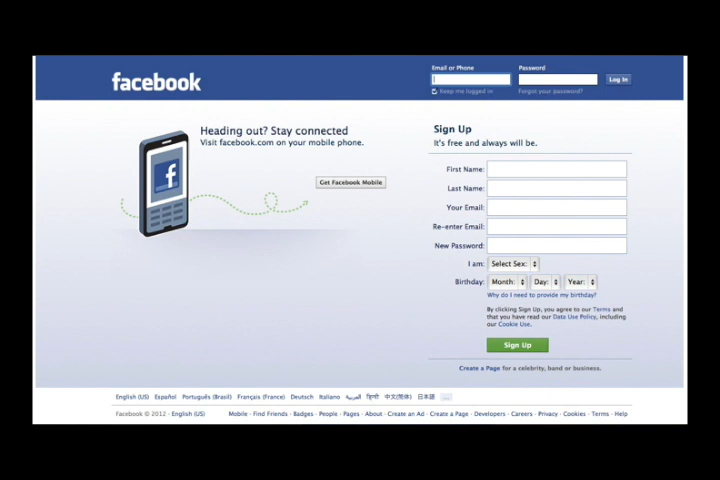 facebook
Email or Phone
Password
Log In
Keep me logged in
Forgot your password?
Heading out? Stay connected
Visit facebook.com on your mobile phone.
f
Get Facebook Mobile
Sign Up
It's free and always will be.
First Name:
Last Name:
Your Email:
Re-enter Email:
New Password:
I am: Select Sex:
Birthday: Month: Day: Year:
Why do I need to provide my birthday?
By clicking Sign Up, you agree to our Terms and
that you have read our Data Use Policy, including
our Cookie Use.
Sign Up
Create a Page for a celebrity, band or business.
English (US) Español Português (Brasil) Français (France) Deutsch Italiano العربية हिन्दी 中文(简体) 日本語 ...
Facebook © 2012 · English (US)
Mobile · Find Friends · Badges · People · Pages · About · Create an Ad · Create a Page · Developers · Careers · Privacy · Cookies · Terms · Help